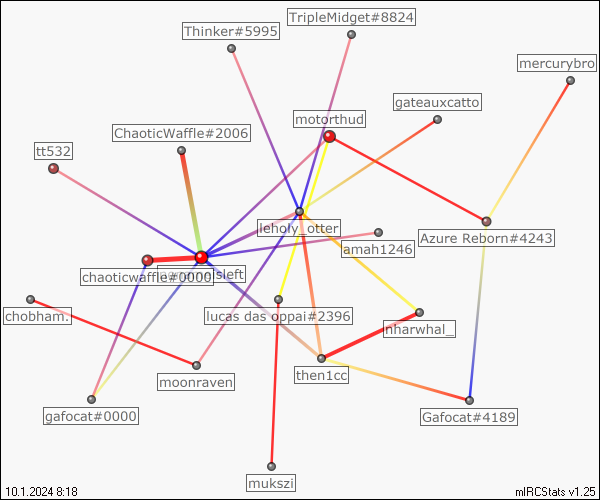 TripleMidget#8824
Thinker#5995
mercurybro
gateauxcatto
motorthud
ChaoticWaffle#2006
tt532
leholy_otter
Azure Reborn#4243
amah1246
chaoticwaffle#0000
chobham.
lucas das oppai#2396
nharwhal_
then1cc
moonraven
gafocat#0000
Gafocat#4189
mukszi
10.1.2024 8:18
mIRCStats v1.25